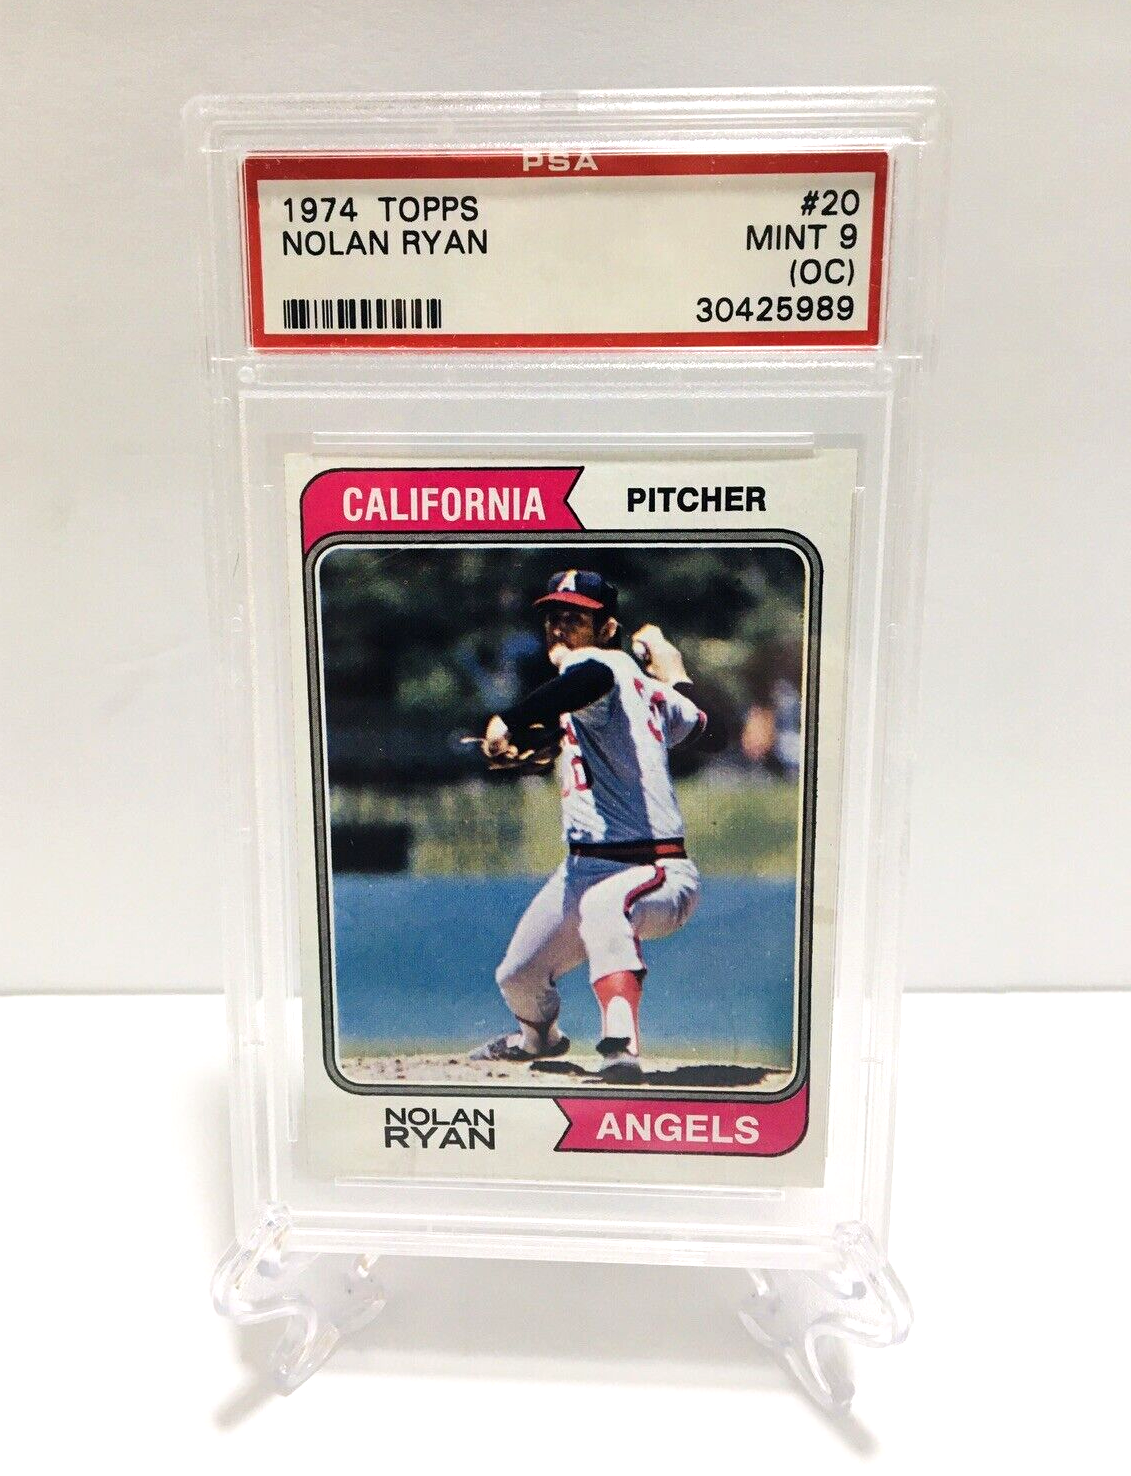 PSA
1974 TOPPS #20
NOLAN RYAN MINT 9
(OC)
30425989
CALIFORNIA PITCHER
A
NOLAN
RYAN
ANGELS